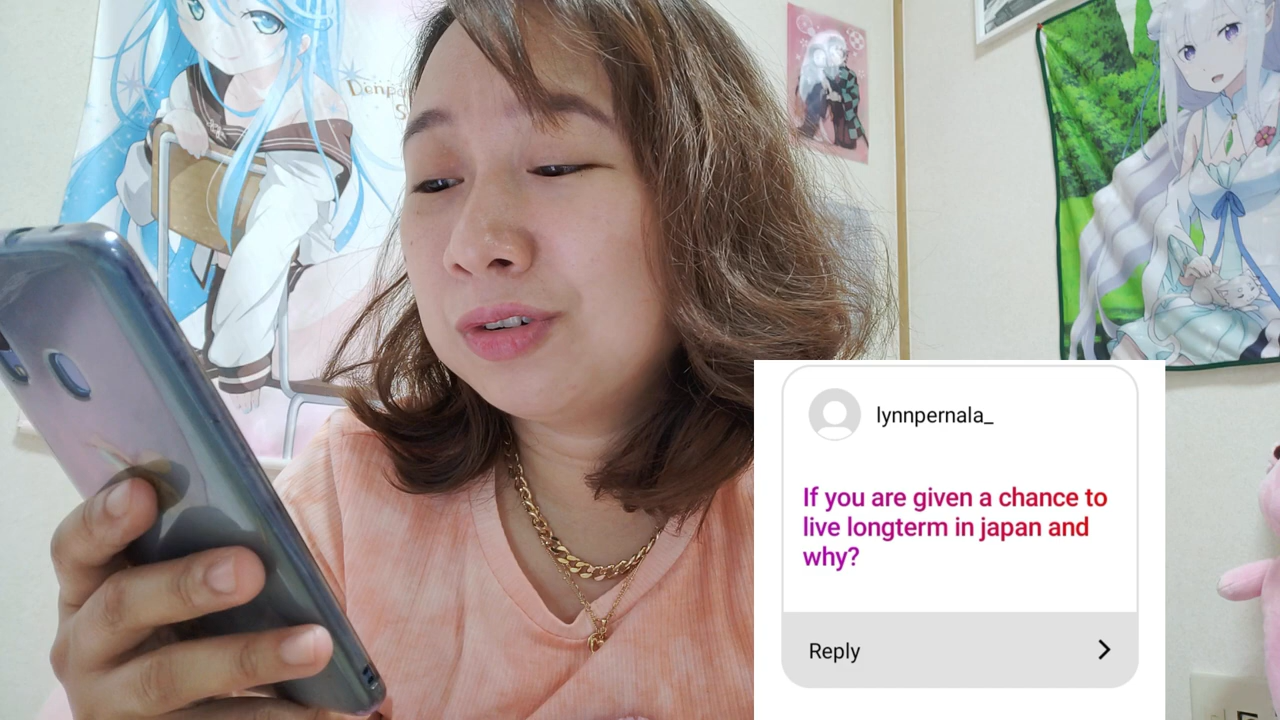 lynnpernala_
If you are given a chance to
live longterm in japan and
why?
Reply